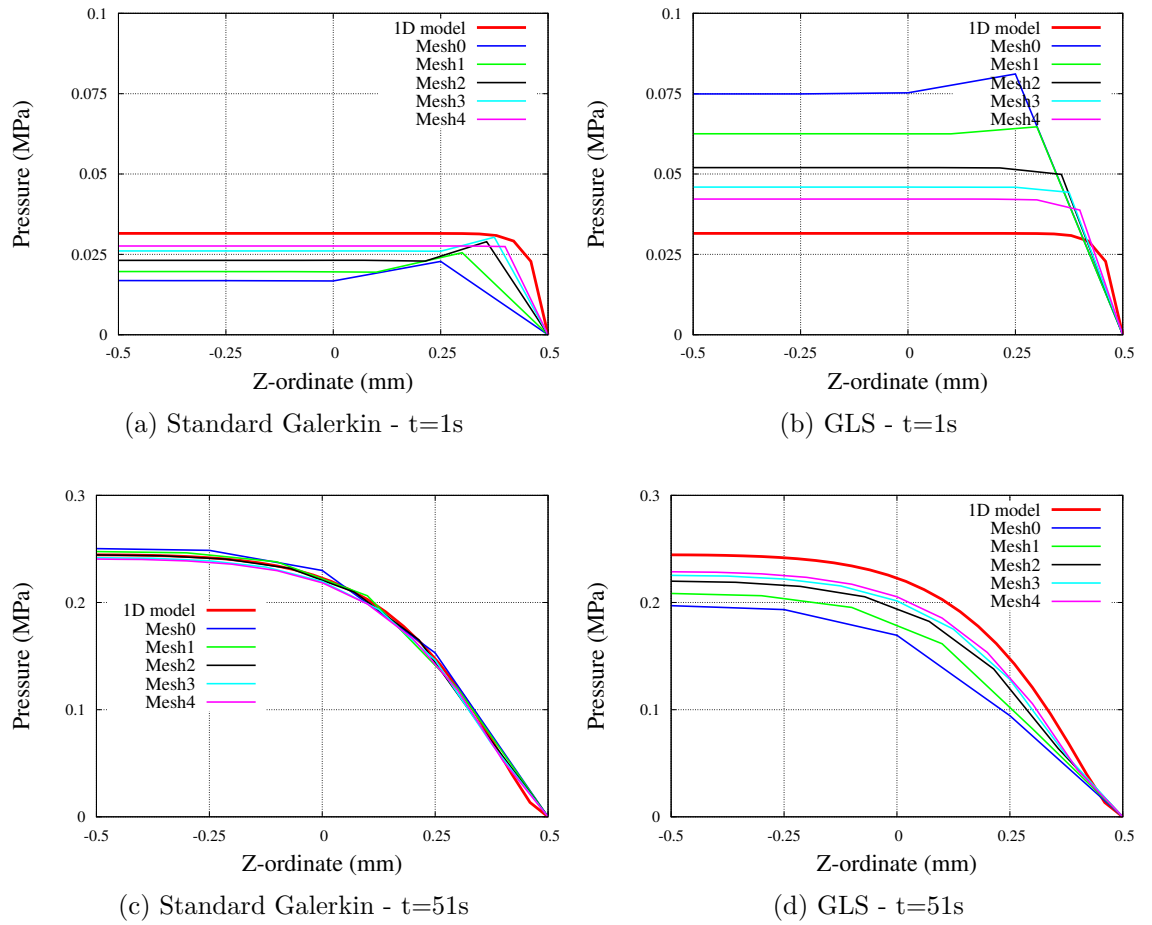 0.1
0.075
0.05
0.025
0
-0.5
-0.25
0
0.25
0.5
Pressure (MPa)
Z-ordinate (mm)
1D model
Mesh0
Mesh1
Mesh2
Mesh3
Mesh4
(a) Standard Galerkin - t=1s
0.1
0.075
0.05
0.025
0
-0.5
-0.25
0
0.25
0.5
Pressure (MPa)
Z-ordinate (mm)
1D model
Mesh0
Mesh1
Mesh2
Mesh3
Mesh4
(b) GLS - t=1s
0.3
0.2
0.1
0
-0.5
-0.25
0
0.25
0.5
Pressure (MPa)
Z-ordinate (mm)
1D model
Mesh0
Mesh1
Mesh2
Mesh3
Mesh4
(c) Standard Galerkin - t=51s
0.3
0.2
0.1
0
-0.5
-0.25
0
0.25
0.5
Pressure (MPa)
Z-ordinate (mm)
1D model
Mesh0
Mesh1
Mesh2
Mesh3
Mesh4
(d) GLS - t=51s